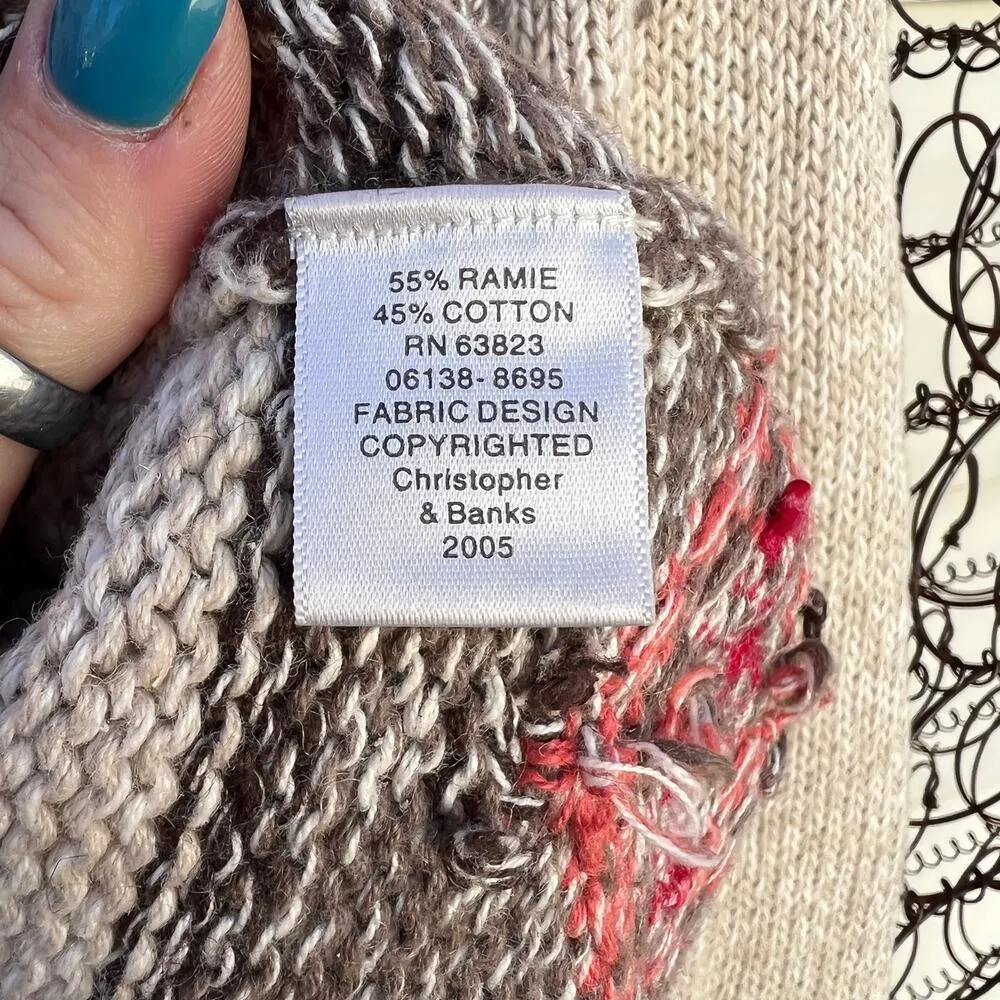 55% RAMIE
45% COTTON
RN 63823
06138-8695
FABRIC DESIGN
COPYRIGHTED
Christopher
& Banks
2005